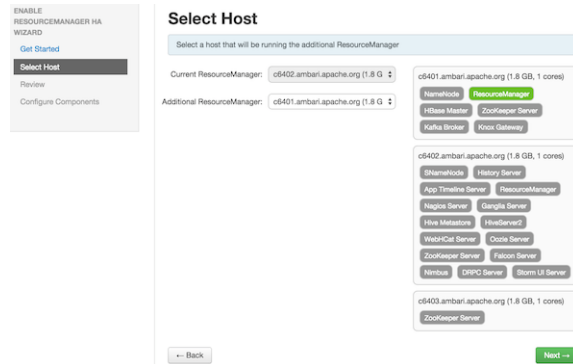 ENABLE
RESOURCEMANAGER HA
WIZARD
Get Started
Select Host
Review
Configure Components
Select Host
Select a host that will be running the additional ResourceManager
Current ResourceManager: c6402.ambari.apache.org (1.8 G
Additional ResourceManager: c6401.ambari.apache.org (1.8 G
c6401.ambari.apache.org (1.8 GB, 1 cores)
NameNode ResourceManager
HBase Master ZooKeeper Server
Kafka Broker Knox Gateway
c6402.ambari.apache.org (1.8 GB, 1 cores)
SNameNode History Server
App Timeline Server ResourceManager
Nagios Server Ganglia Server
Hive Metastore HiveServer2
WebHCat Server Oozie Server
ZooKeeper Server Falcon Server
Nimbus DRPC Server Storm UI Server
c6403.ambari.apache.org (1.8 GB, 1 cores)
ZooKeeper Server
← Back
Next →